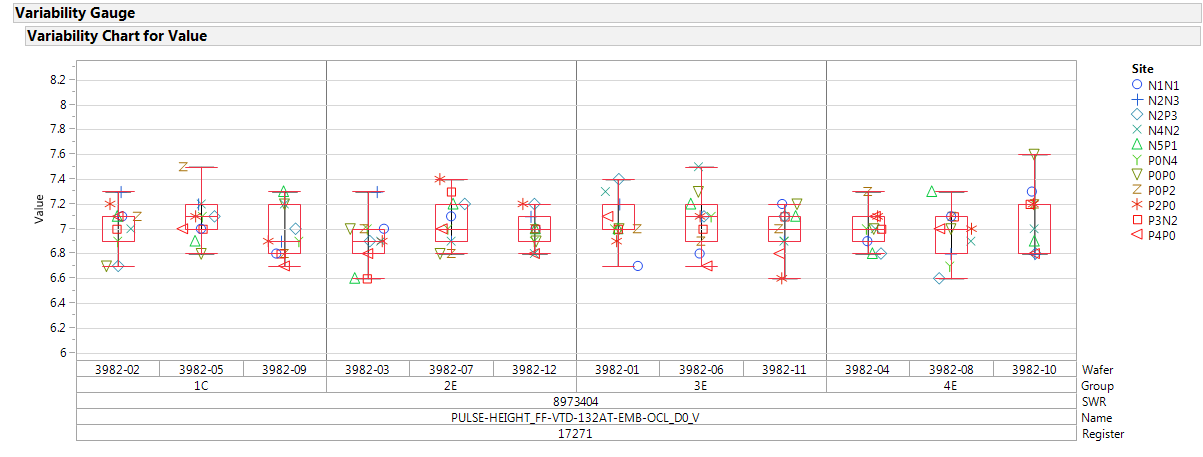 Variability Gauge
Variability Chart for Value
Site
N1N1
N2N3
N2P3
N4N2
N5P1
P0N4
P0P0
P0P2
P2P0
P3N2
P4P0
Value
8.2
8
7.8
7.6
7.4
7.2
7
6.8
6.6
6.4
6.2
6
3982-02 3982-05 3982-09 3982-03 3982-07 3982-12 3982-01 3982-06 3982-11 3982-04 3982-08 3982-10 Wafer
1C 2E 3E 4E Group
8973404 SWR
PULSE-HEIGHT_FF-VTD-132AT-EMB-OCL_D0_V Name
17271 Register